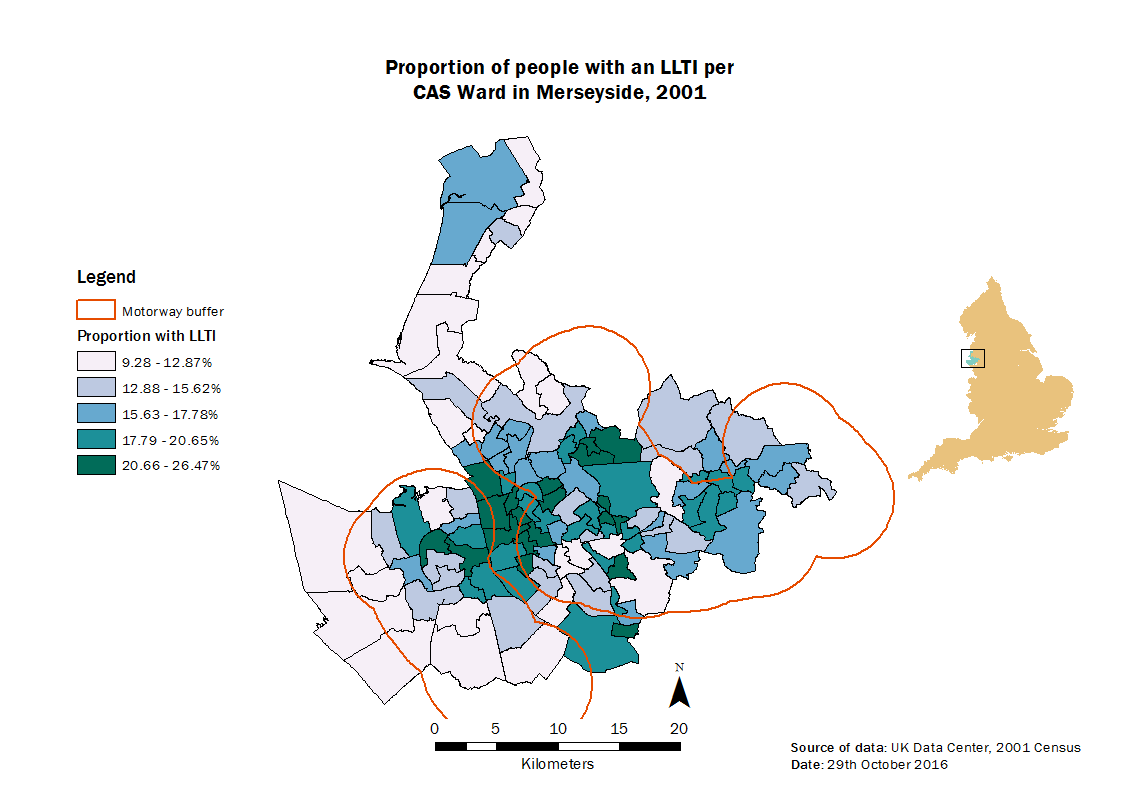 Proportion of people with an LLTI per
CAS Ward in Merseyside, 2001
Legend
Motorway buffer
Proportion with LLTI
9.28 - 12.87%
12.88 - 15.62%
15.63 - 17.78%
17.79 - 20.65%
20.66 - 26.47%
N
0 5 10 15 20
Kilometers
Source of data: UK Data Center, 2001 Census
Date: 29th October 2016